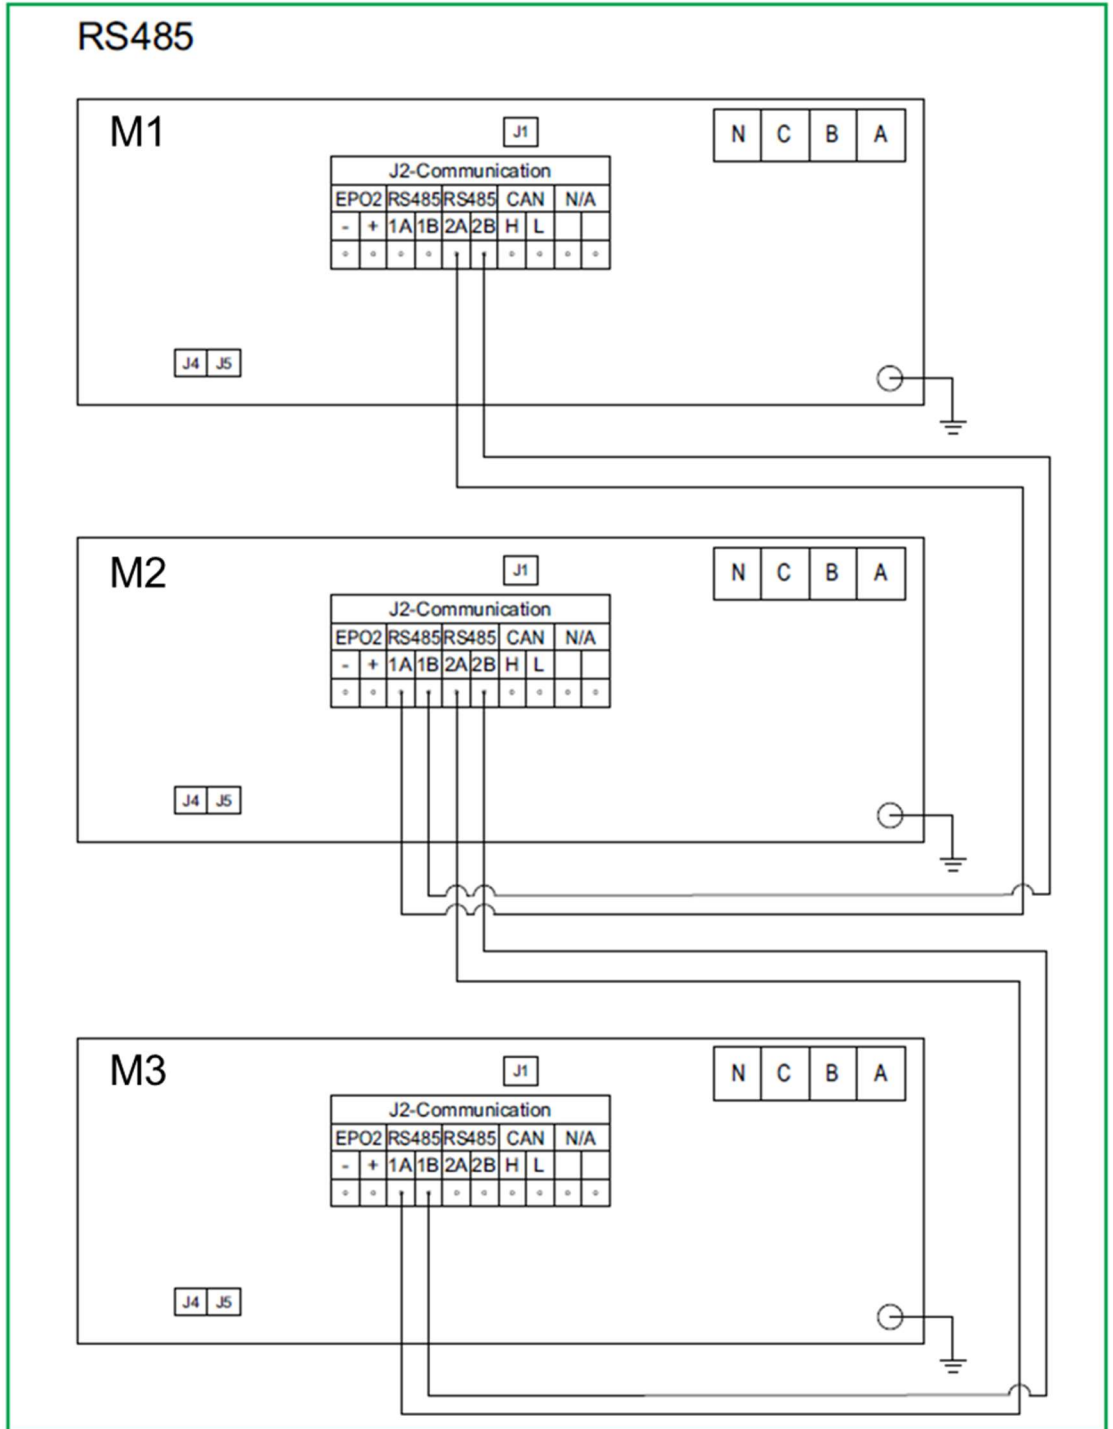 RS485
M1
J1
N C B A
J2-Communication
EPO2 RS485 RS485 CAN N/A
- + 1A 1B 2A 2B H L
J4 J5
M2
J1
N C B A
J2-Communication
EPO2 RS485 RS485 CAN N/A
- + 1A 1B 2A 2B H L
J4 J5
M3
J1
N C B A
J2-Communication
EPO2 RS485 RS485 CAN N/A
- + 1A 1B 2A 2B H L
J4 J5